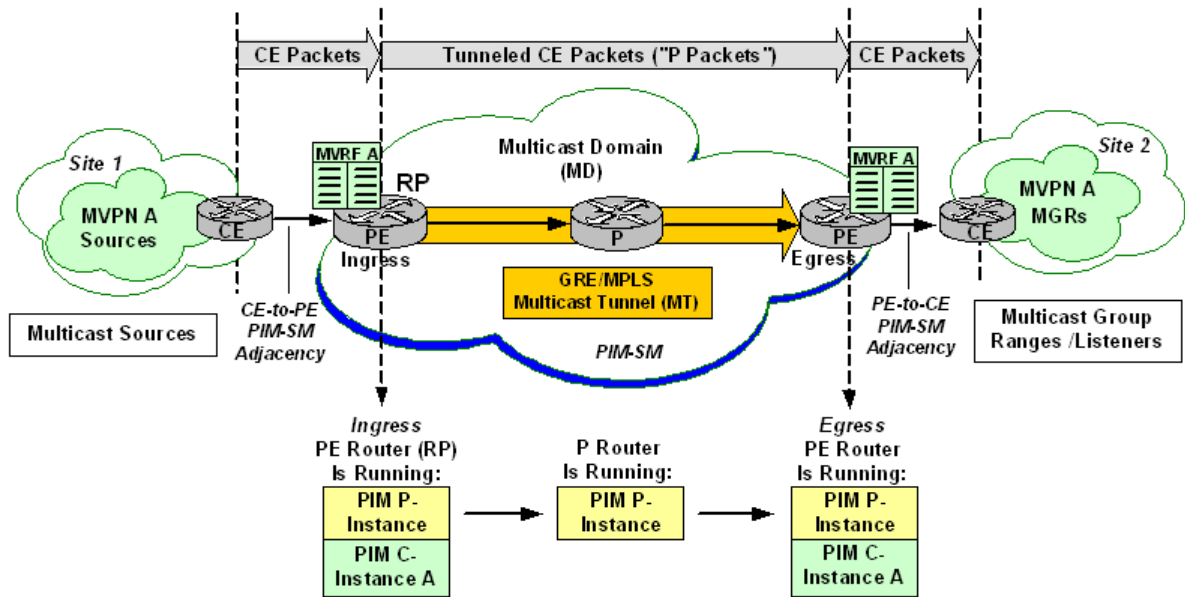 CE Packets
Tunneled CE Packets ("P Packets")
CE Packets
Site 1
MVPN A
Sources
CE
MVRF A
RP
PE
Ingress
Multicast Domain
(MD)
P
GRE/MPLS
Multicast Tunnel (MT)
PIM-SM
MVRF A
PE
Egress
CE
Site 2
MVPN A
MGRs
Multicast Sources
CE-to-PE
PIM-SM
Adjacency
PE-to-CE
PIM-SM
Adjacency
Multicast Group
Ranges /Listeners
Ingress
PE Router (RP)
Is Running:
PIM P-
Instance
PIM C-
Instance A
P Router
Is Running:
PIM P-
Instance
Egress
PE Router
Is Running:
PIM P-
Instance
PIM C-
Instance A